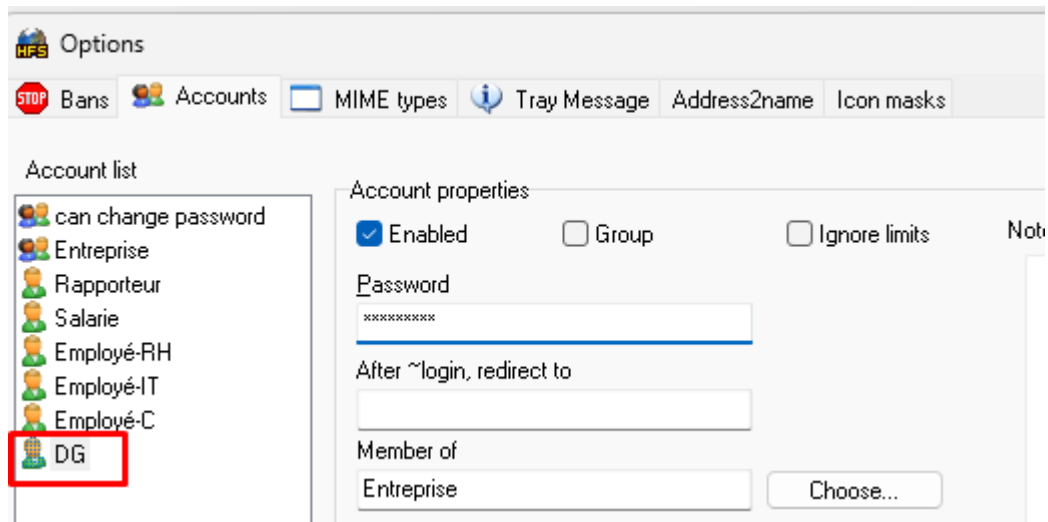 HFS Options
STOP Bans Accounts MIME types Tray Message Address2name Icon masks
Account list
can change password
Entreprise
Rapporteur
Salarie
Employé-RH
Employé-IT
Employé-C
DG
Account properties
Enabled Group Ignore limits
Password
*********
After ~login, redirect to
Member of
Entreprise Choose...